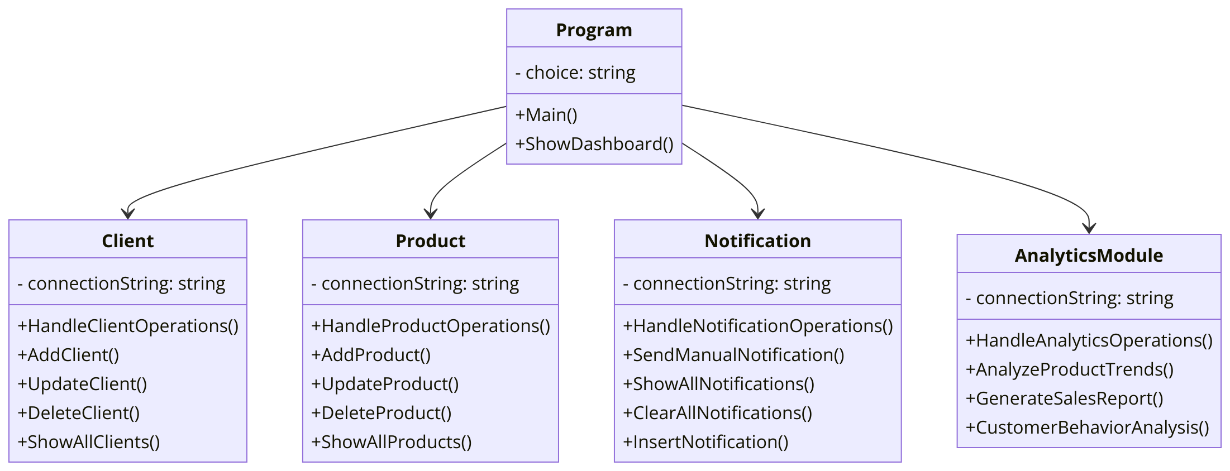 Program
- choice: string
+Main()
+ShowDashboard()
Client
- connectionString: string
+HandleClientOperations()
+AddClient()
+UpdateClient()
+DeleteClient()
+ShowAllClients()
Product
- connectionString: string
+HandleProductOperations()
+AddProduct()
+UpdateProduct()
+DeleteProduct()
+ShowAllProducts()
Notification
- connectionString: string
+HandleNotificationOperations()
+SendManualNotification()
+ShowAllNotifications()
+ClearAllNotifications()
+InsertNotification()
AnalyticsModule
- connectionString: string
+HandleAnalyticsOperations()
+AnalyzeProductTrends()
+GenerateSalesReport()
+CustomerBehaviorAnalysis()